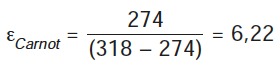 ε_Carnot = 274 / (318 – 274) = 6,22